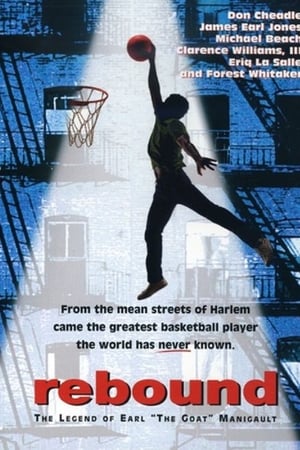 Don Cheadle
James Earl Jones
Michael Beach
Clarence Williams, III
Eriq La Salle
and Forest Whitaker
From the mean streets of Harlem
came the greatest basketball player
the world has never known.
rebound
The Legend of Earl "The Goat" Manigault